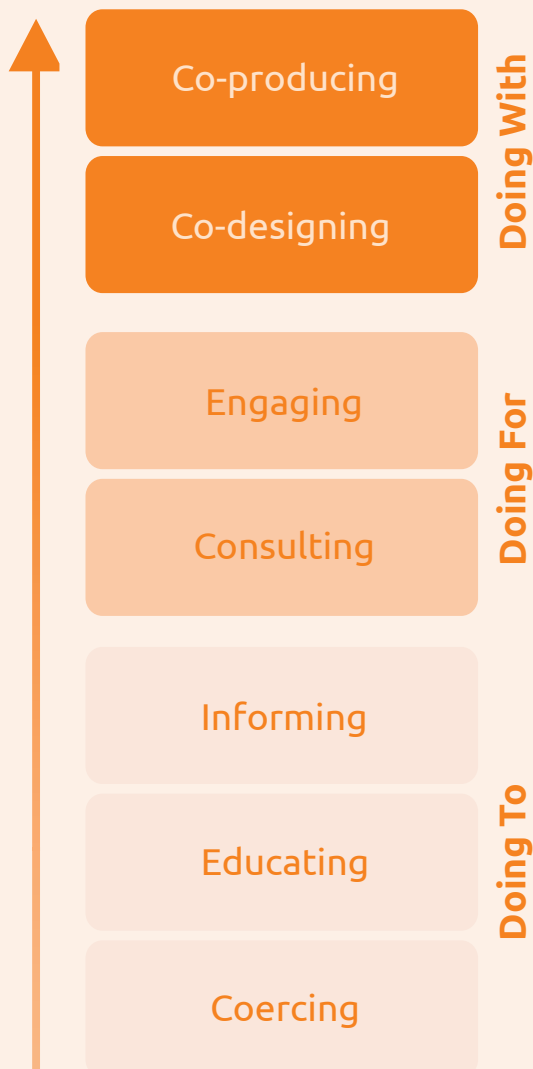 Co-producing
Co-designing
Doing With
Engaging
Consulting
Doing For
Informing
Educating
Coercing
Doing To